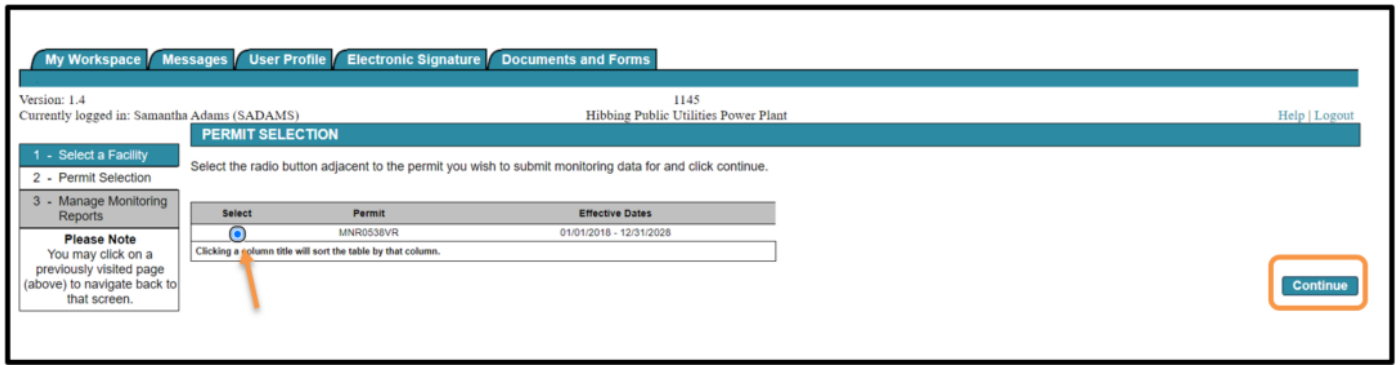 My Workspace Messages User Profile Electronic Signature Documents and Forms
Version: 1.4
1145
Currently logged in: Samantha Adams (SADAMS)
Hibbing Public Utilities Power Plant
Help | Logout
PERMIT SELECTION
1 - Select a Facility
2 - Permit Selection
3 - Manage Monitoring
Reports
Please Note
You may click on a
previously visited page
(above) to navigate back to
that screen.
Select the radio button adjacent to the permit you wish to submit monitoring data for and click continue.
Select Permit Effective Dates
MNR0538VR 01/01/2018 - 12/31/2028
Clicking a column title will sort the table by that column.
Continue